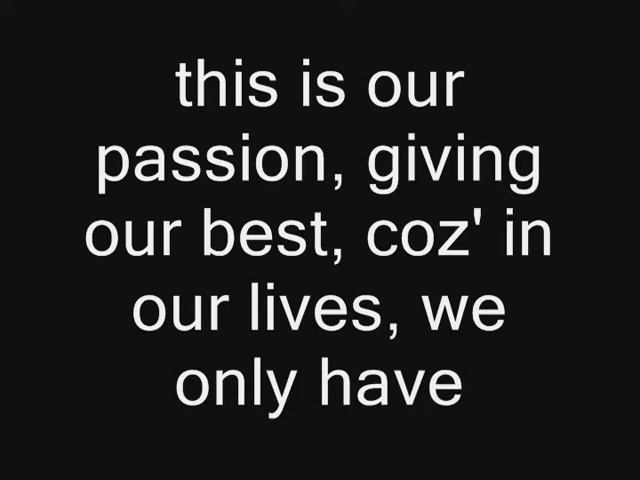 this is our
passion, giving
our best, coz' in
our lives, we
only have